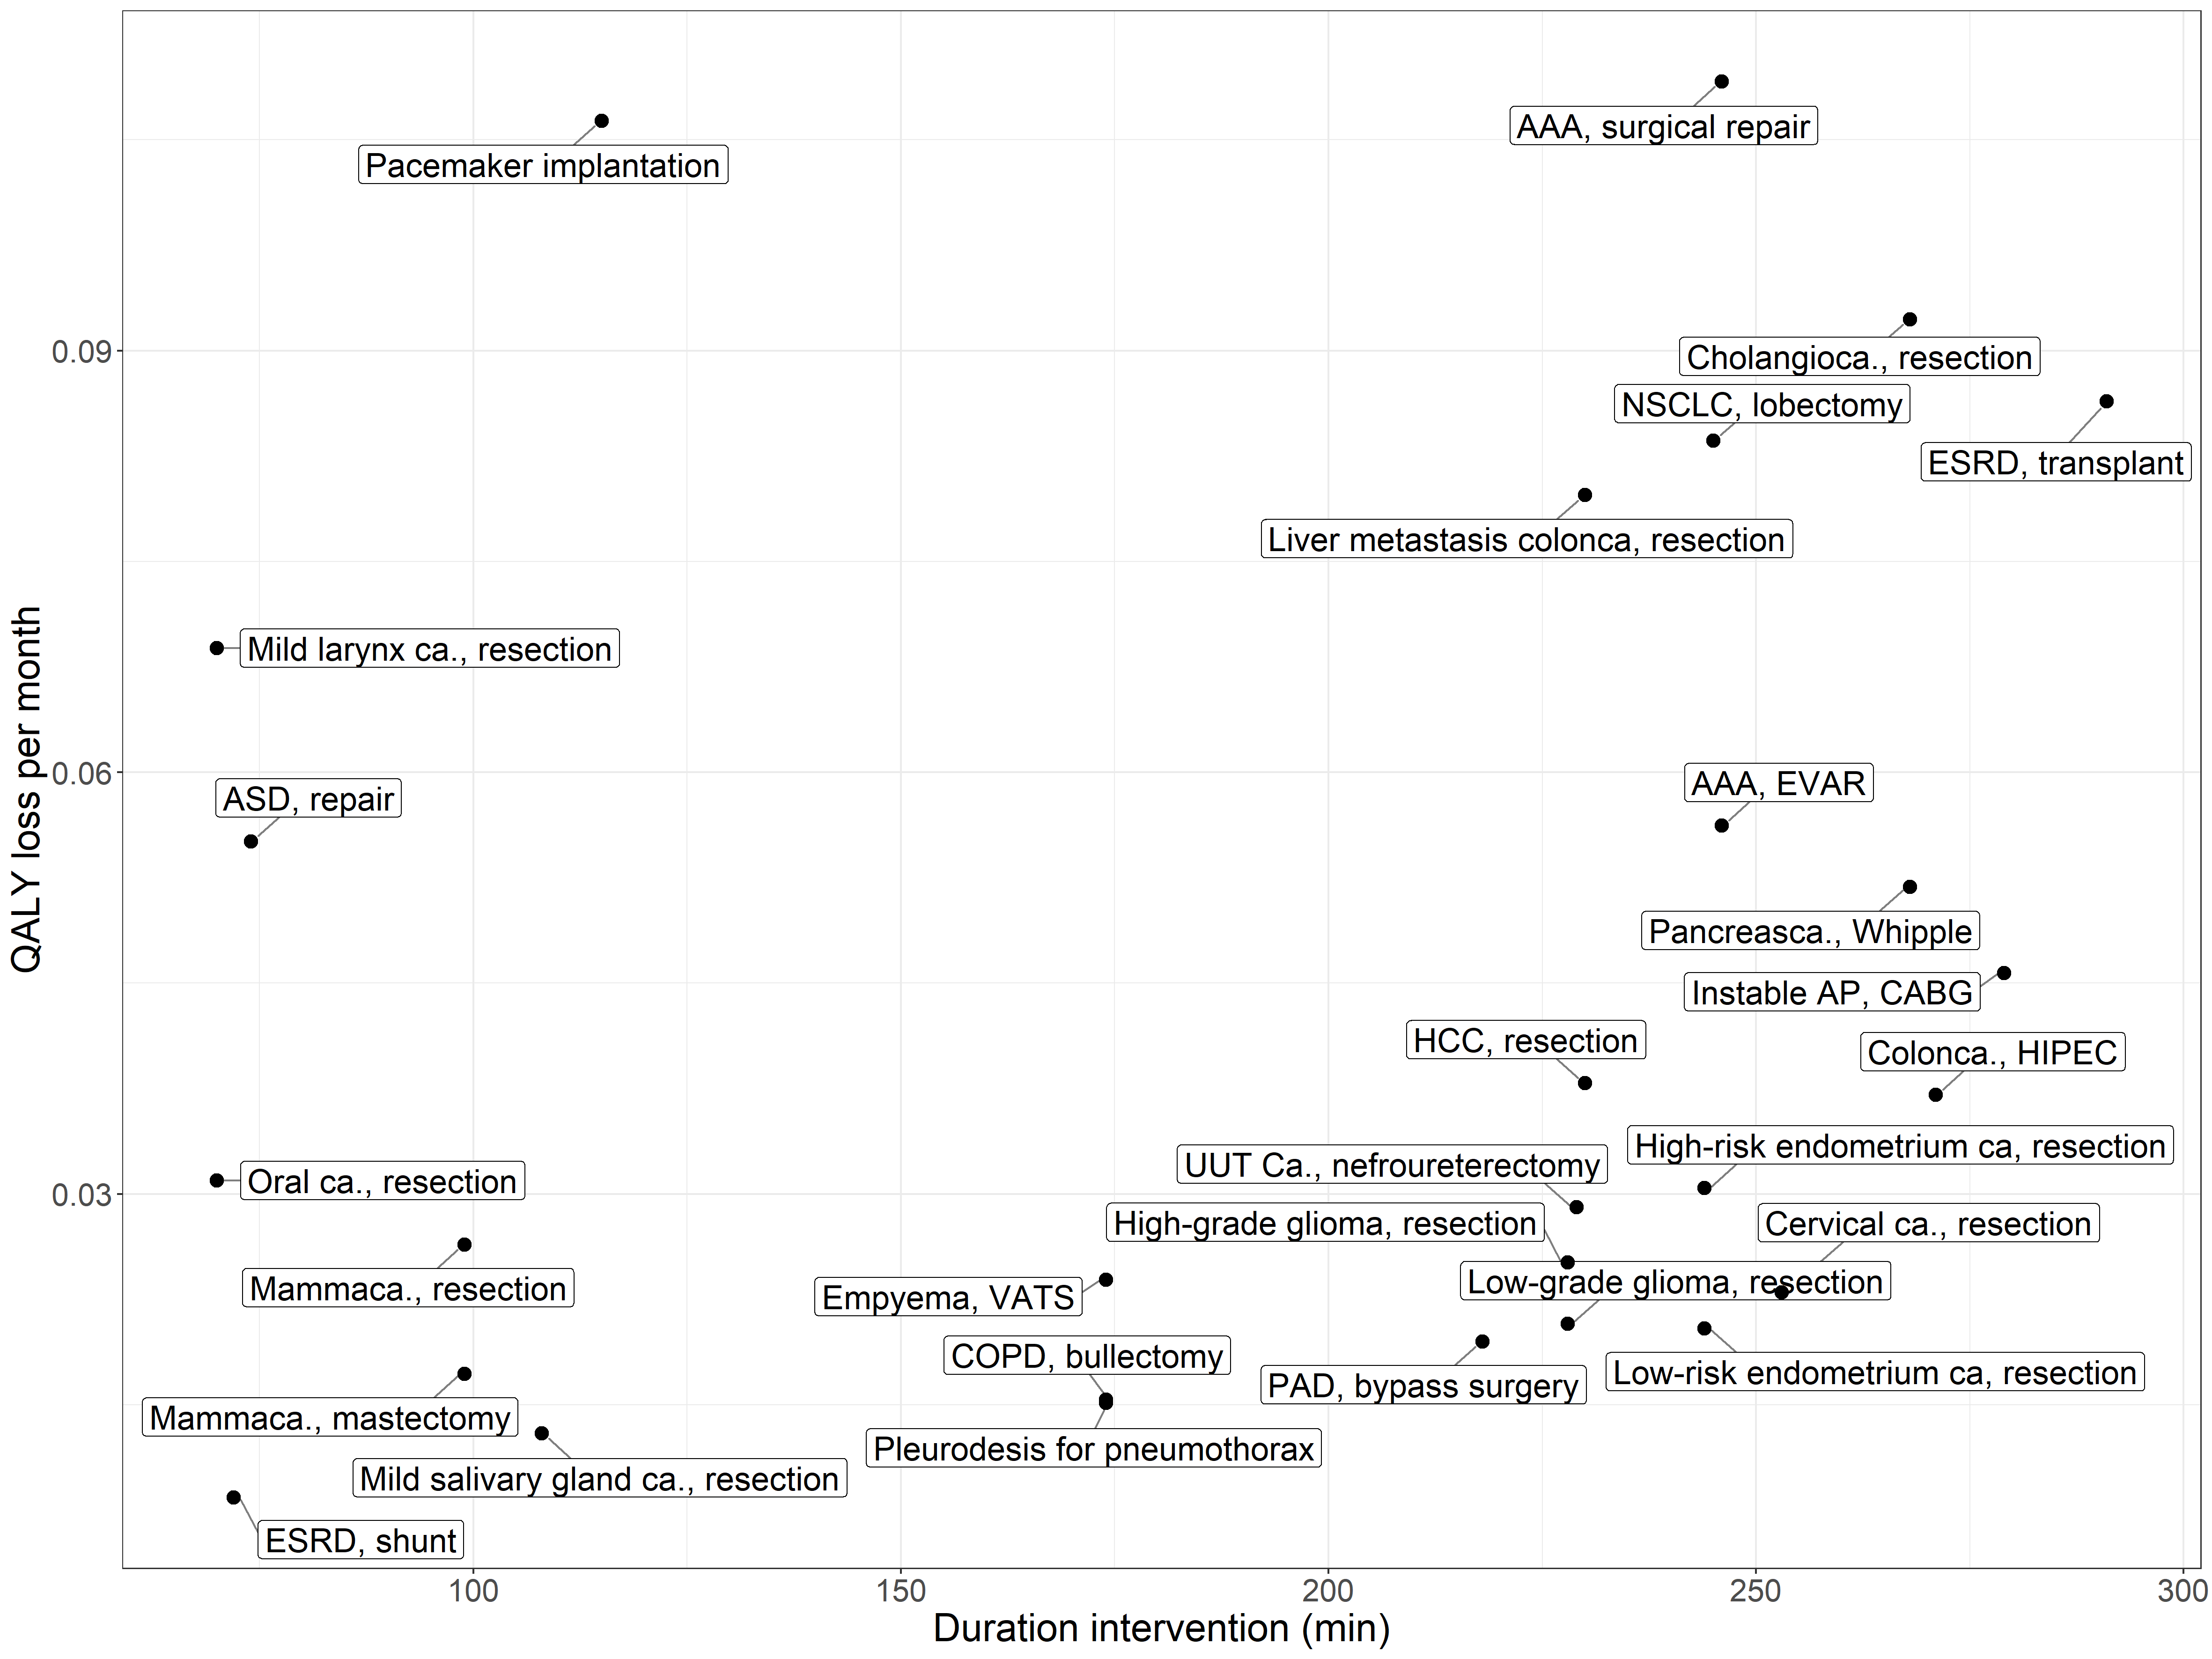 AAA, surgical repair
Pacemaker implantation
0.09
Cholangioca., resection
NSCLC, lobectomy
ESRD, transplant
Liver metastasis colonca, resection
Mild larynx ca., resection
QALY loss per month
0.06
ASD, repair
AAA, EVAR
Pancreasca., Whipple
Instable AP, CABG
HCC, resection
Colonca., HIPEC
High-risk endometrium ca, resection
UUT Ca., nefroureterectomy
Oral ca., resection
0.03
High-grade glioma, resection
Cervical ca., resection
Mammaca., resection
Low-grade glioma, resection
Empyema, VATS
COPD, bullectomy
Low-risk endometrium ca, resection
PAD, bypass surgery
Mammaca., mastectomy
Pleurodesis for pneumothorax
Mild salivary gland ca., resection
ESRD, shunt
100
150
200
250
300
Duration intervention (min)